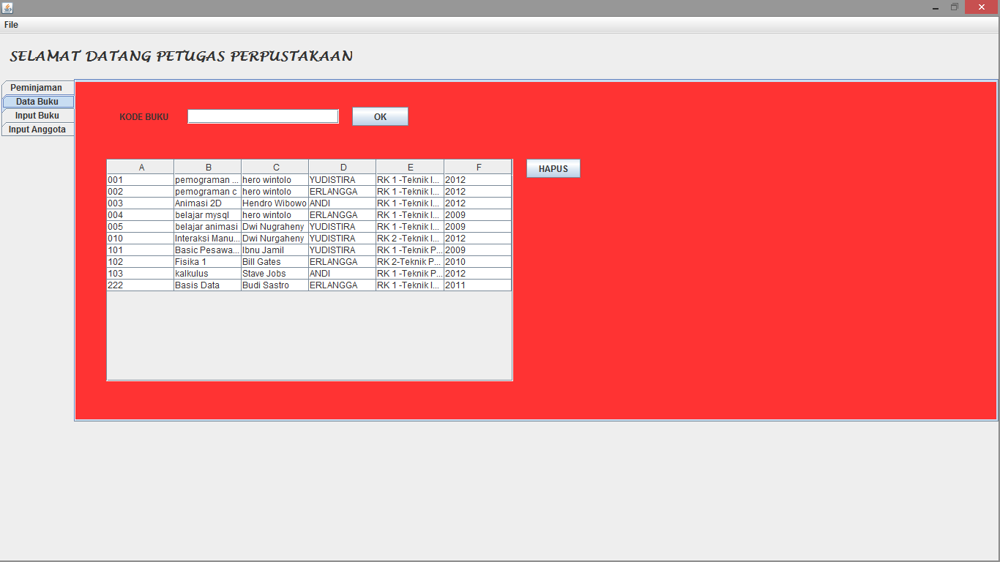 File
SELAMAT DATANG PETUGAS PERPUSTAKAAN
Peminjaman
Data Buku
Input Buku
Input Anggota
KODE BUKU OK
HAPUS
A B C D E F
001 pemograman ... hero wintolo YUDISTIRA RK 1 -Teknik I... 2012
002 pemograman c hero wintolo ERLANGGA RK 1 -Teknik I... 2012
003 Animasi 2D Hendro Wibowo ANDI RK 1 -Teknik I... 2012
004 belajar mysql hero wintolo ERLANGGA RK 1 -Teknik I... 2009
005 belajar animasi Dwi Nugraheny YUDISTIRA RK 1 -Teknik I... 2009
010 Interaksi Manu... Dwi Nurgaheny YUDISTIRA RK 2 -Teknik I... 2012
101 Basic Pesawa... Ibnu Jamil YUDISTIRA RK 1 -Teknik P... 2009
102 Fisika 1 Bill Gates ERLANGGA RK 2-Teknik P... 2010
103 kalkulus Stave Jobs ANDI RK 1 -Teknik P... 2012
222 Basis Data Budi Sastro ERLANGGA RK 1 -Teknik I... 2011